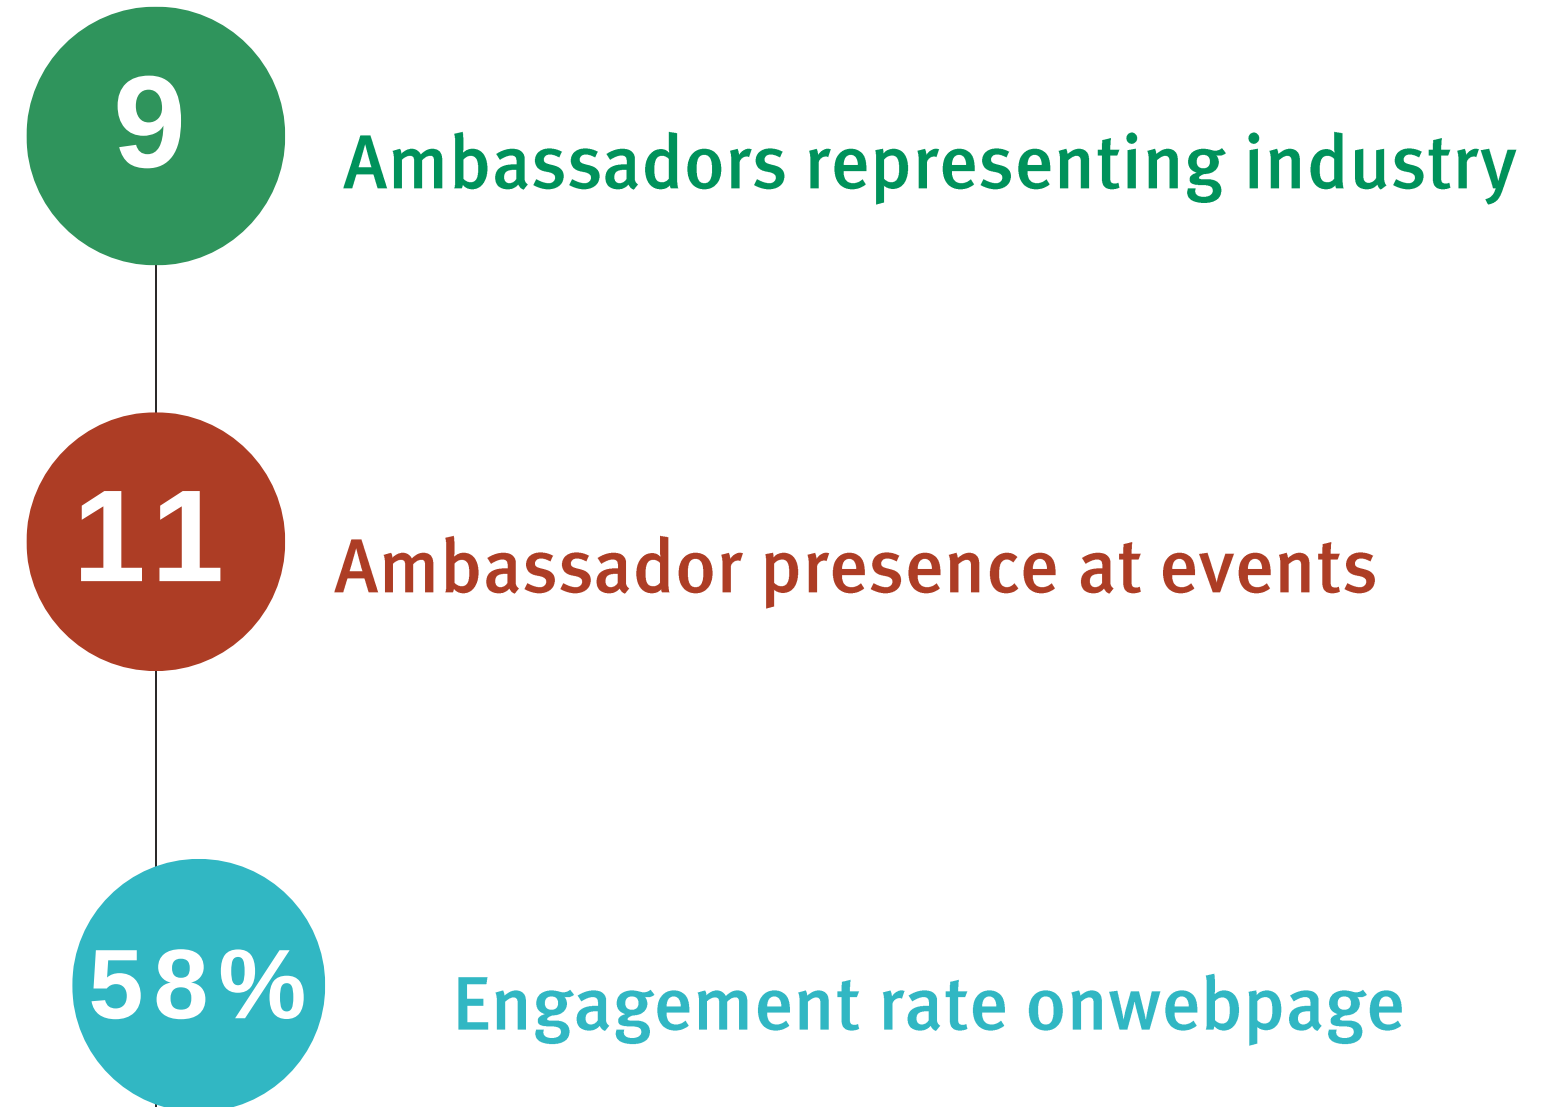 9
Ambassadors representing industry
11
Ambassador presence at events
58%
Engagement rate onwebpage